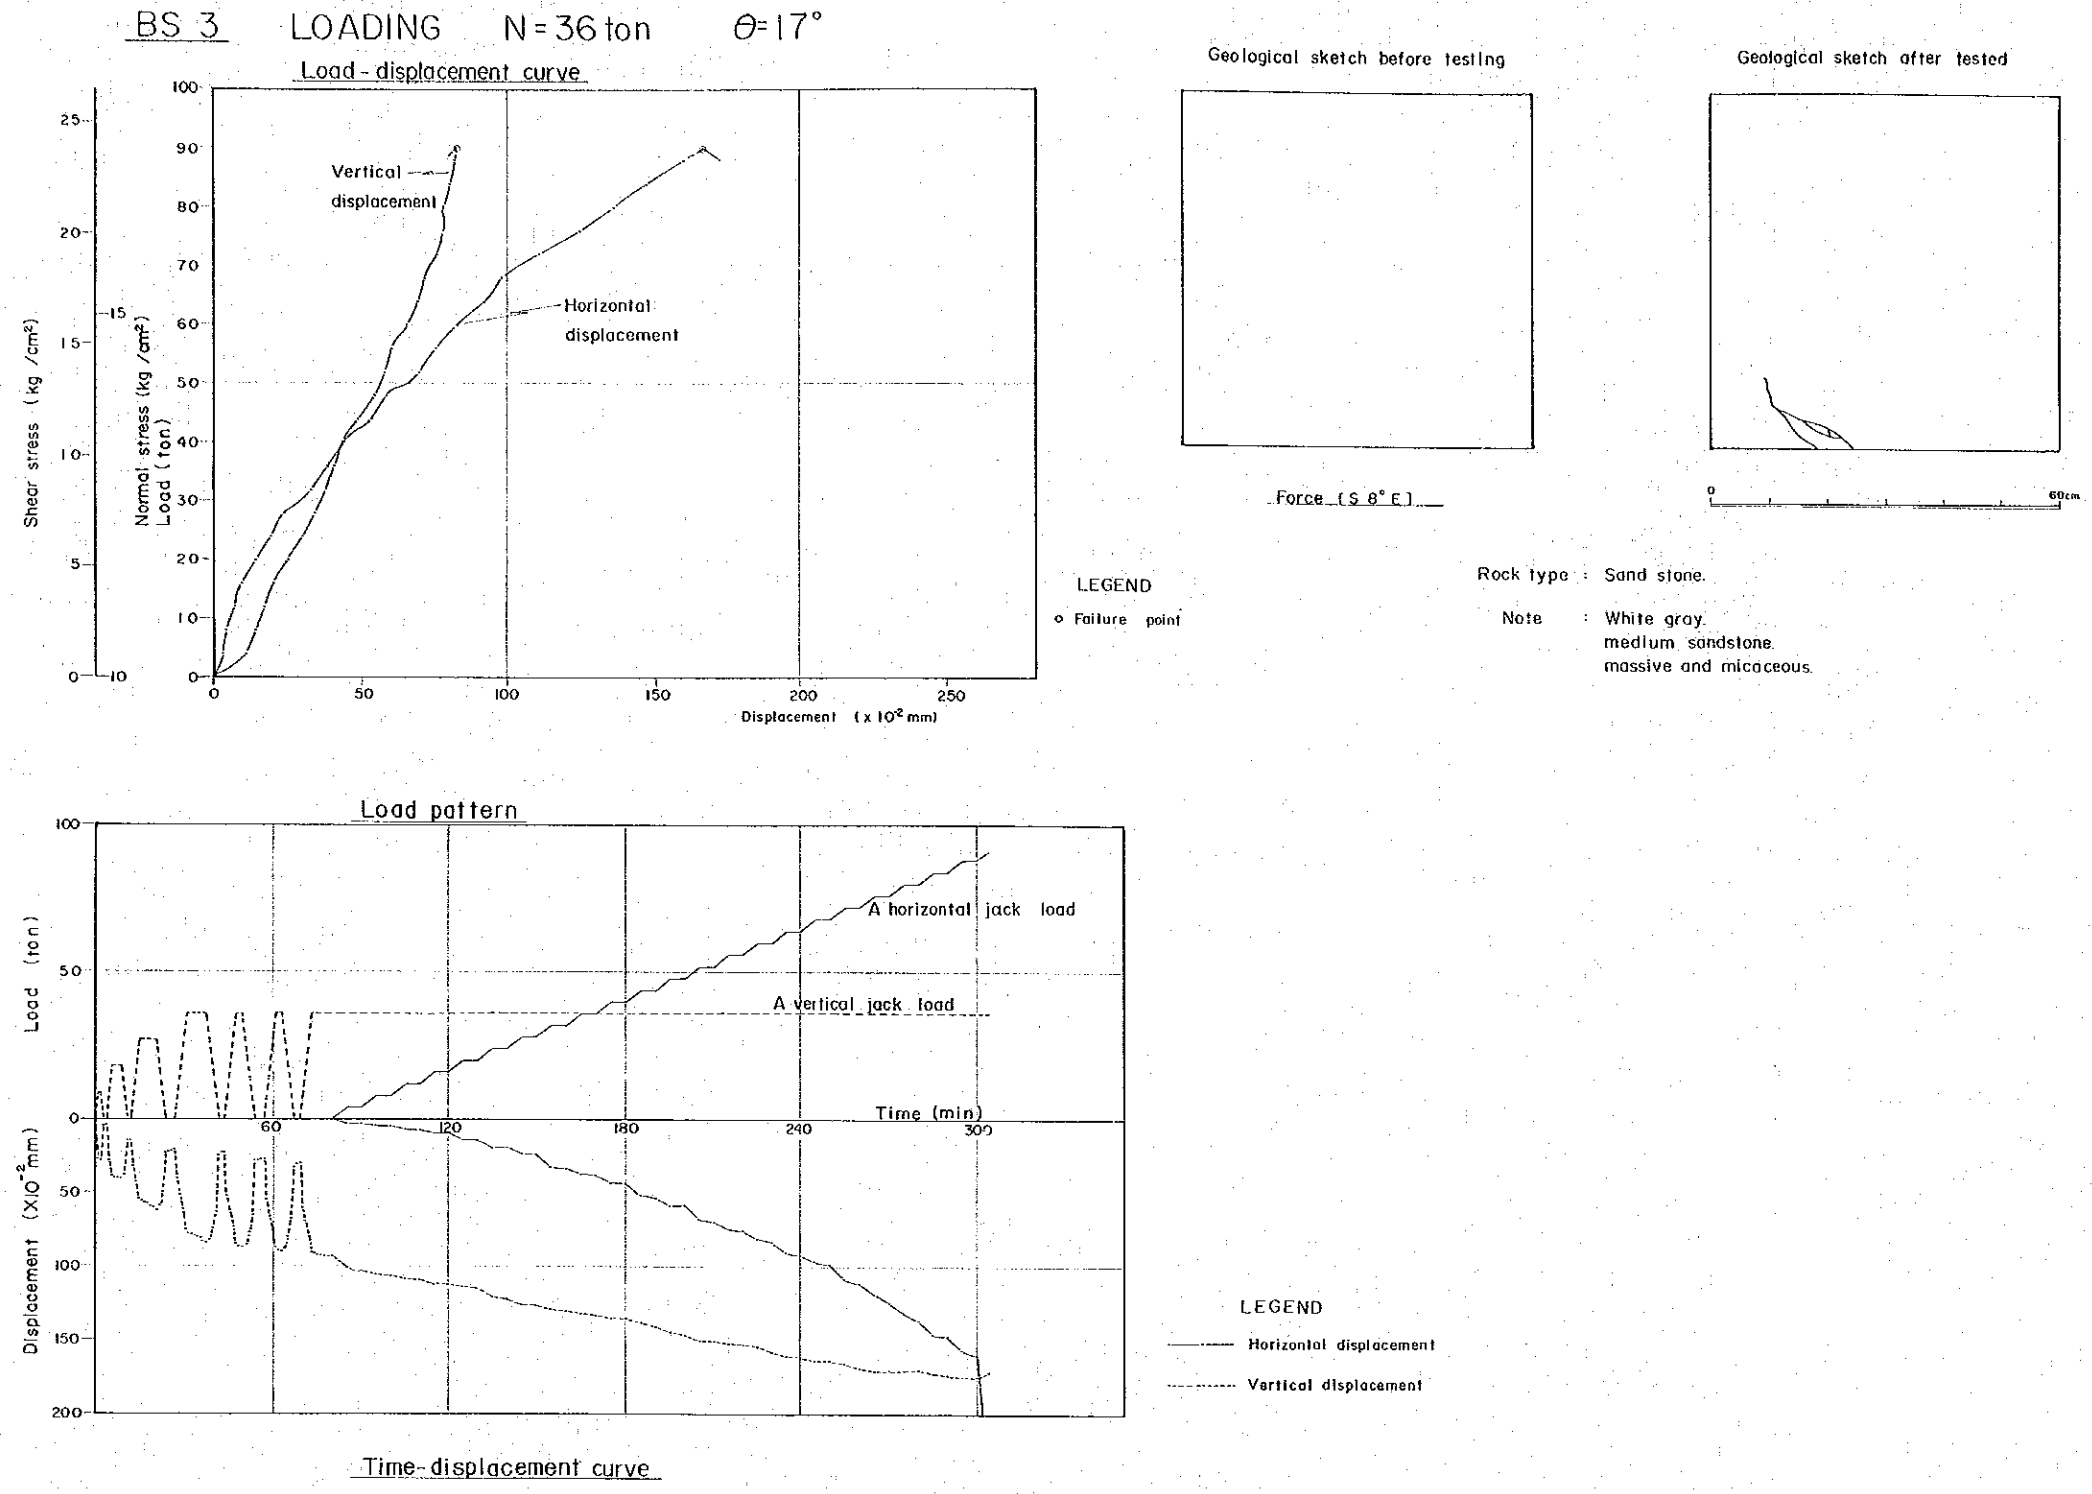 BS 3 LOADING N=36 ton θ=17°
Load-displacement curve
100
90
80
70
60
50
40
30
20
10
0
25
20
15
10
5
0
15
10
Shear stress (kg/cm²)
Normal stress (kg/cm²)
Load (ton)
Vertical
displacement
Horizontal
displacement
0 50 100 150 200 250
Displacement (x 10⁻² mm)
LEGEND
Failure point
Geological sketch before testing
Force (S 8° E)
Geological sketch after tested
0 60cm
Rock type : Sand stone.
Note : White gray.
medium sandstone.
massive and micaceous.
Load pattern
100
50
0
50
100
150
200
Load (ton)
Displacement (X10⁻² mm)
A horizontal jack load
A vertical jack load
Time (min)
60 120 180 240 300
Time-displacement curve
LEGEND
Horizontal displacement
Vertical displacement